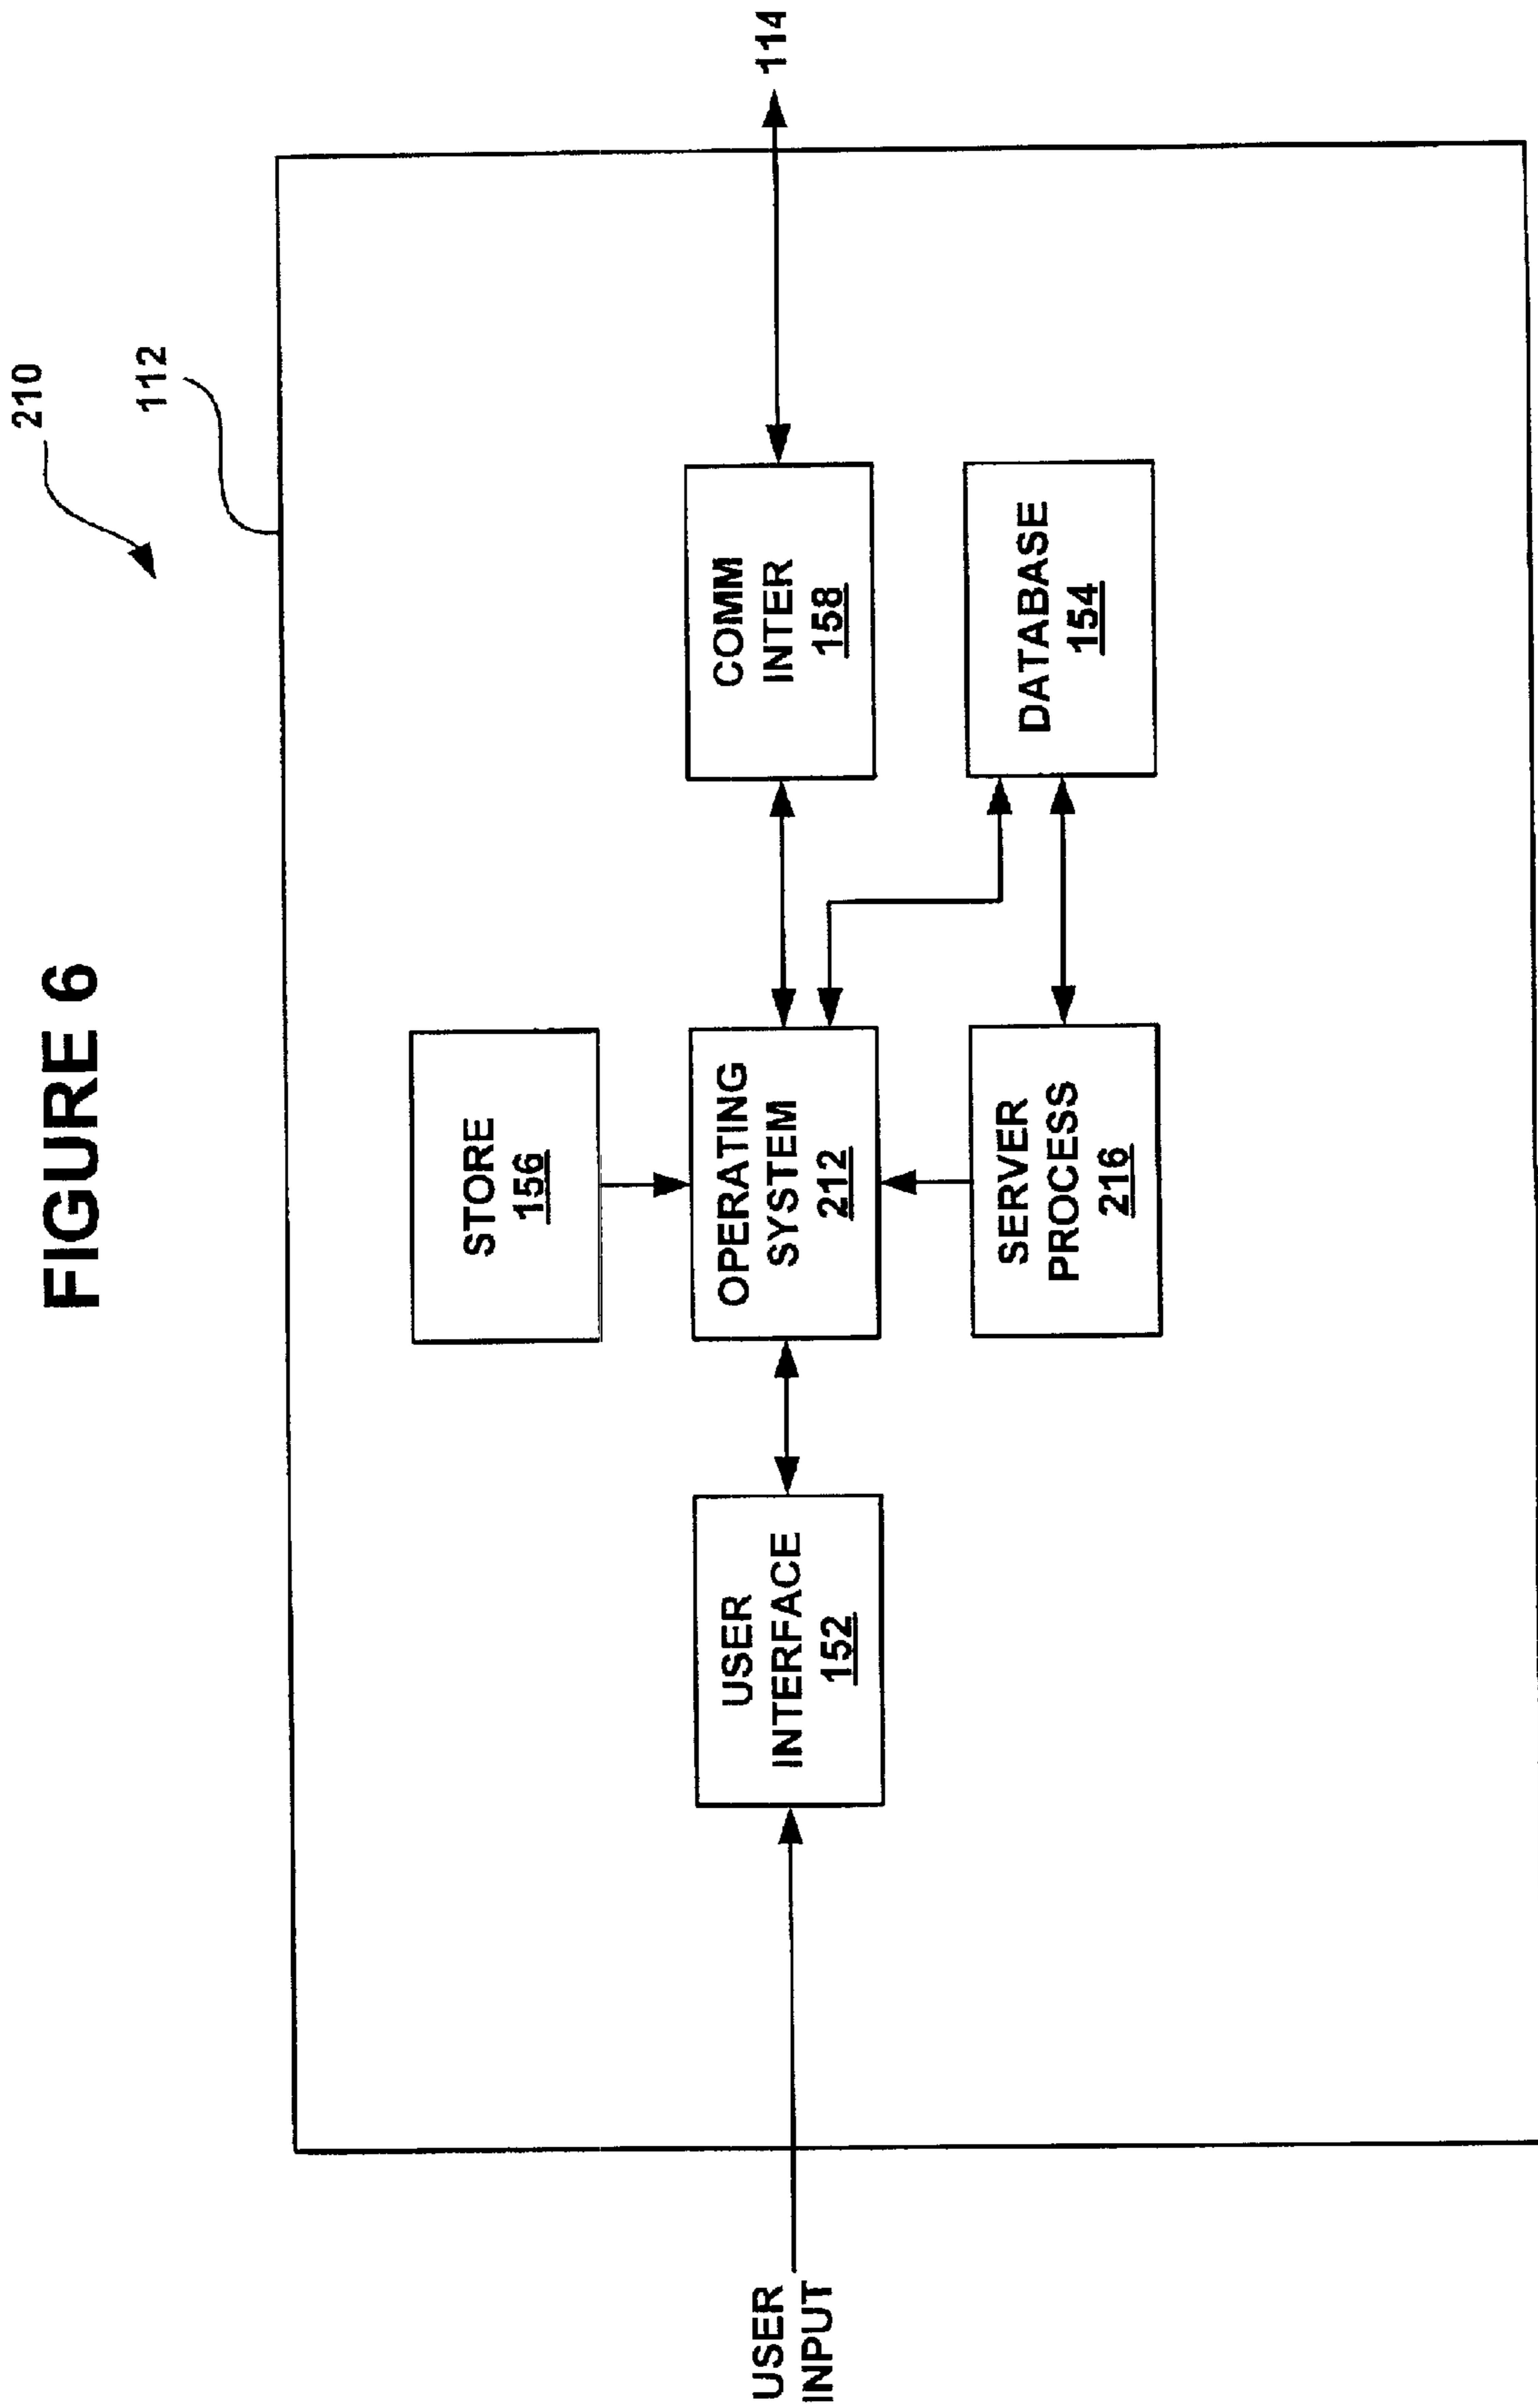 FIGURE 6
210
112
114
STORE
156
USER
INTERFACE
152
OPERATING
SYSTEM
212
COMM
INTER
158
SERVER
PROCESS
216
DATABASE
154
USER
INPUT